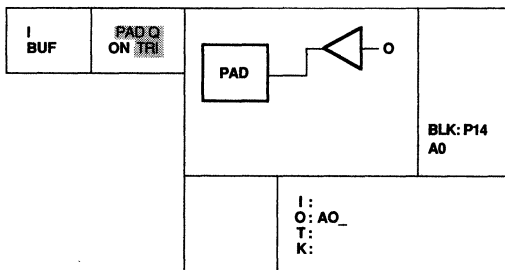 I
BUF
PAD Q
ON TRI
PAD
O
BLK: P14
A0
I:
O: AO_
T:
K: